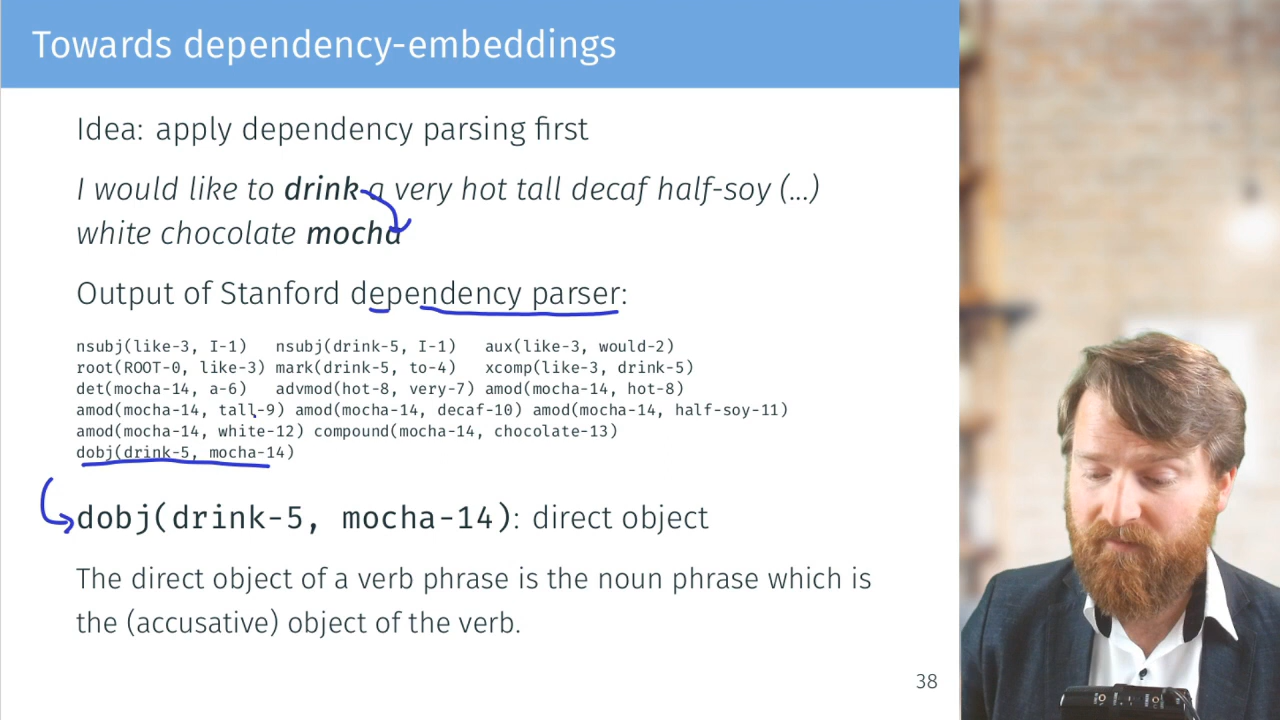 Towards dependency-embeddings
Idea: apply dependency parsing first
I would like to drink a very hot tall decaf half-soy (...)
white chocolate mocha
Output of Stanford dependency parser:
nsubj(like-3, I-1) nsubj(drink-5, I-1) aux(like-3, would-2)
root(ROOT-0, like-3) mark(drink-5, to-4) xcomp(like-3, drink-5)
det(mocha-14, a-6) advmod(hot-8, very-7) amod(mocha-14, hot-8)
amod(mocha-14, tall-9) amod(mocha-14, decaf-10) amod(mocha-14, half-soy-11)
amod(mocha-14, white-12) compound(mocha-14, chocolate-13)
dobj(drink-5, mocha-14)
dobj(drink-5, mocha-14): direct object
The direct object of a verb phrase is the noun phrase which is
the (accusative) object of the verb.
38